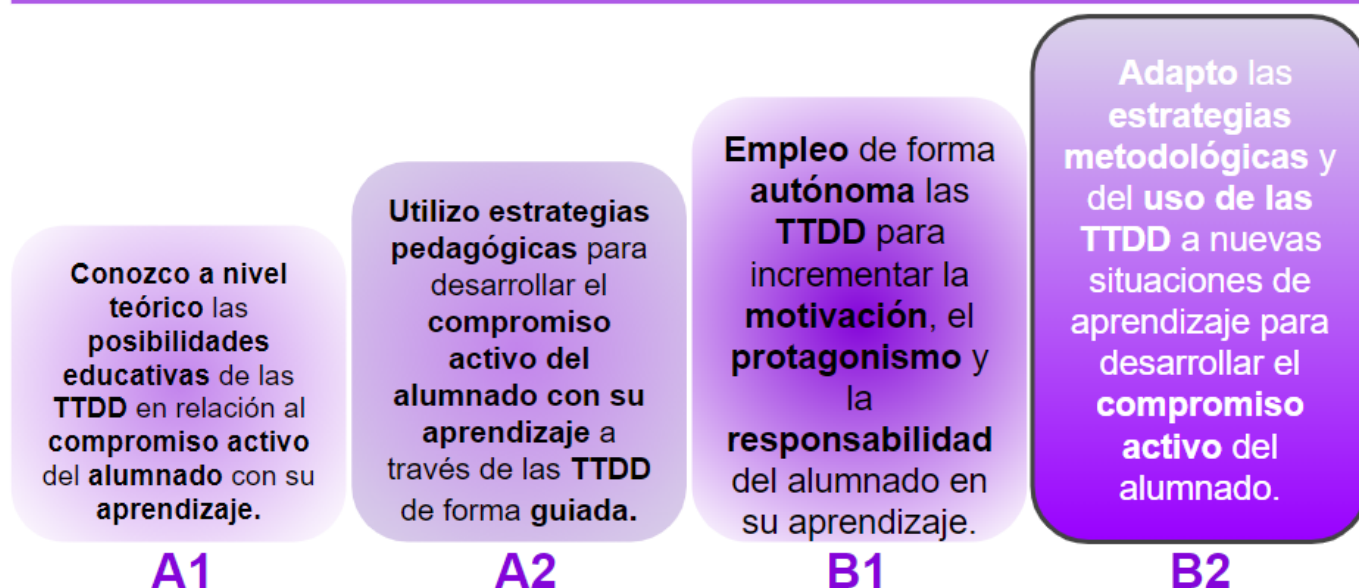 Conozco a nivel
teórico las
posibilidades
educativas de las
TTDD en relación al
compromiso activo
del alumnado con su
aprendizaje.
A1
Utilizo estrategias
pedagógicas para
desarrollar el
compromiso
activo del
alumnado con su
aprendizaje a
través de las TTDD
de forma guiada.
A2
Empleo de forma
autónoma las
TTDD para
incrementar la
motivación, el
protagonismo y
la
responsabilidad
del alumnado en
su aprendizaje.
B1
Adapto las
estrategias
metodológicas y
del uso de las
TTDD a nuevas
situaciones de
aprendizaje para
desarrollar el
compromiso
activo del
alumnado.
B2